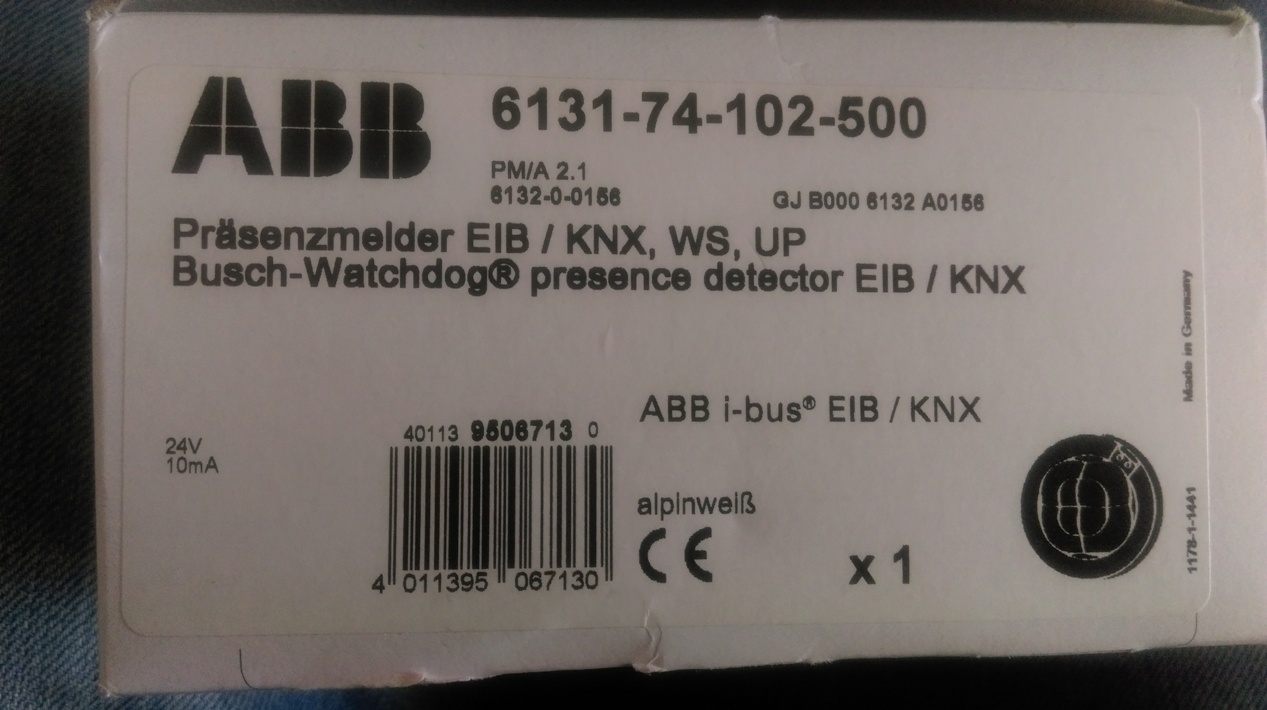 ABB
6131-74-102-500
PM/A 2.1
6132-0-0156
GJ B000 6132 A0156
Präsenzmelder EIB / KNX, WS, UP
Busch-Watchdog® presence detector EIB / KNX
Made in Germany
ABB i-bus® EIB / KNX
24V
10mA
40113 9506713 0
4 011395 067130
alpinweiß
CE
x 1
1178-1-1441